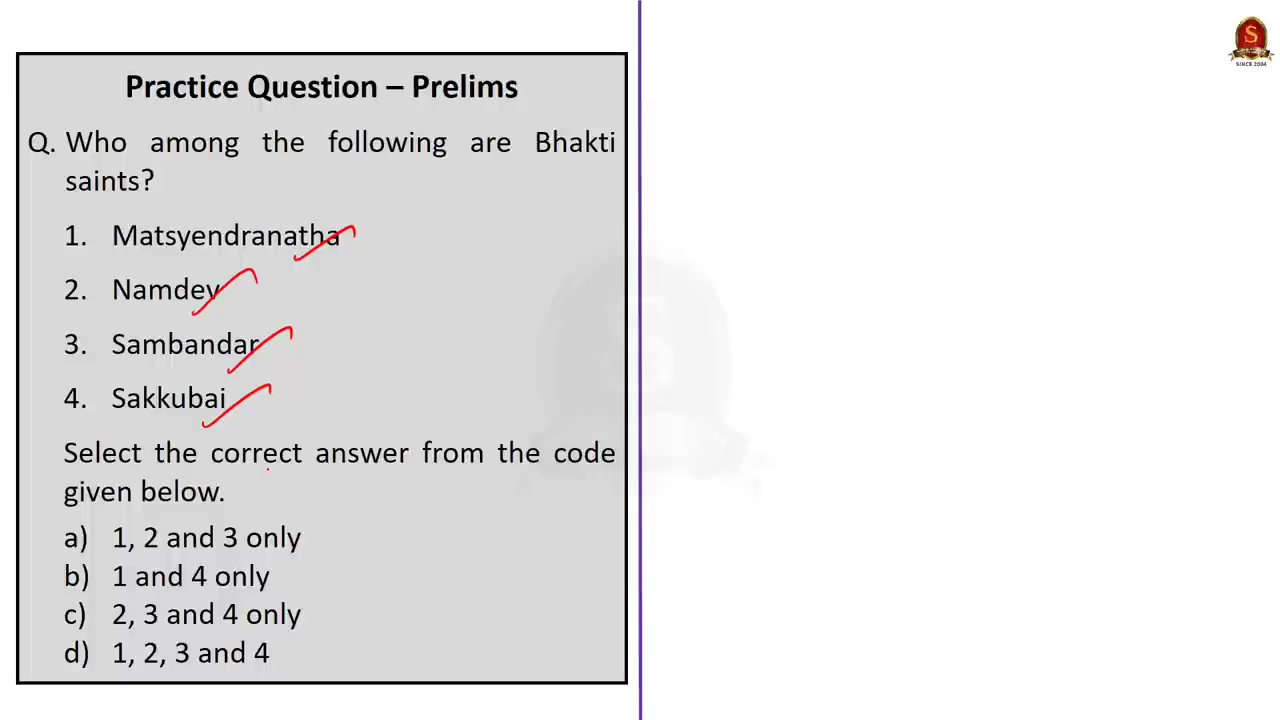 S
SINCE 2004
Practice Question – Prelims
Q. Who among the following are Bhakti
saints?
1. Matsyendranatha
2. Namdev
3. Sambandar
4. Sakkubai
Select the correct answer from the code
given below.
a) 1, 2 and 3 only
b) 1 and 4 only
c) 2, 3 and 4 only
d) 1, 2, 3 and 4